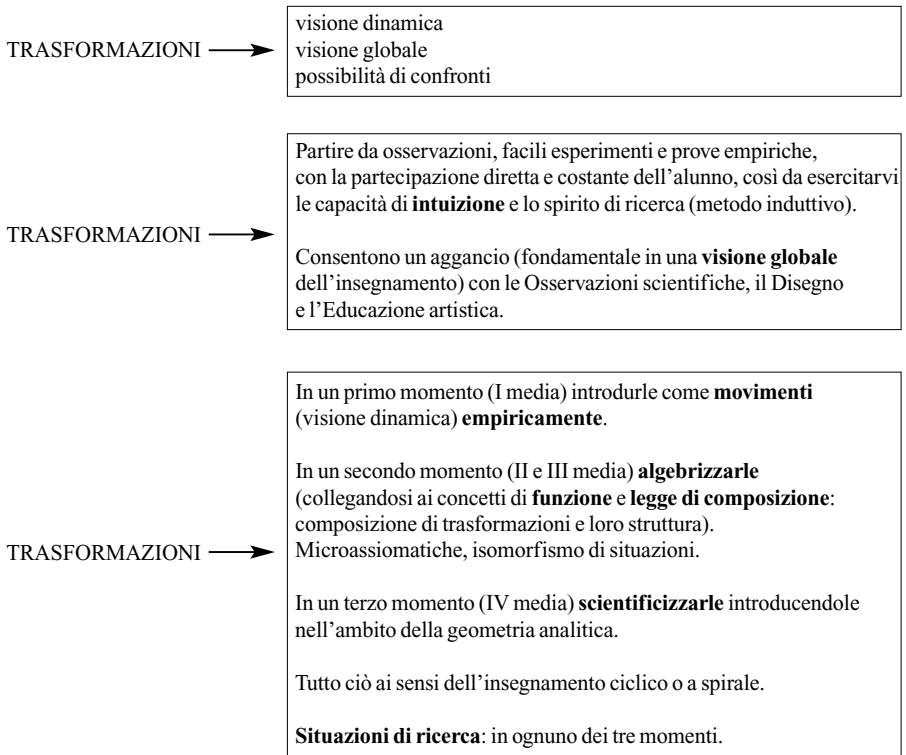 TRASFORMAZIONI
visione dinamica
visione globale
possibilità di confronti
TRASFORMAZIONI
Partire da osservazioni, facili esperimenti e prove empiriche,
con la partecipazione diretta e costante dell’alunno, così da esercitarvi
le capacità di intuizione e lo spirito di ricerca (metodo induttivo).
Consentono un aggancio (fondamentale in una visione globale
dell’insegnamento) con le Osservazioni scientifiche, il Disegno
e l’Educazione artistica.
TRASFORMAZIONI
In un primo momento (I media) introdurle come movimenti
(visione dinamica) empiricamente.
In un secondo momento (II e III media) algebrizzarle
(collegandosi ai concetti di funzione e legge di composizione:
composizione di trasformazioni e loro struttura).
Microassiomatiche, isomorfismo di situazioni.
In un terzo momento (IV media) scientificizzarle introducendole
nell’ambito della geometria analitica.
Tutto ciò ai sensi dell’insegnamento ciclico o a spirale.
Situazioni di ricerca: in ognuno dei tre momenti.